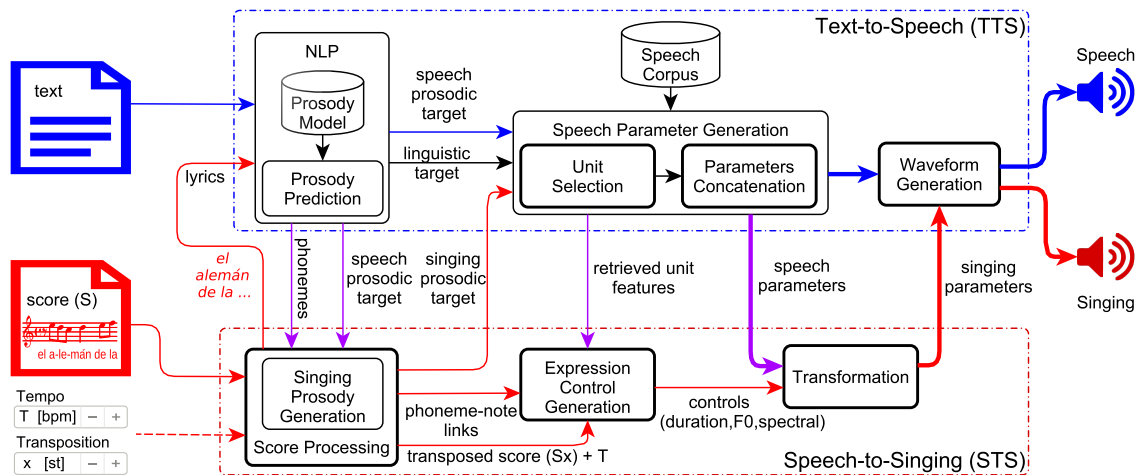 Text-to-Speech (TTS)
NLP
Prosody
Model
Prosody
Prediction
text
lyrics
speech
prosodic
target
linguistic
target
Speech
Corpus
Speech Parameter Generation
Unit
Selection
Parameters
Concatenation
Waveform
Generation
Speech
Singing
phonemes
speech
prosodic
target
singing
prosodic
target
retrieved unit
features
speech
parameters
singing
parameters
el
alemán
de la ...
score (S)
el a-le-mán de la
Tempo
T [bpm] − +
Transposition
x [st] − +
Singing
Prosody
Generation
Score Processing
phoneme-note
links
transposed score (Sx) + T
Expression
Control
Generation
controls
(duration,F0,spectral)
Transformation
Speech-to-Singing (STS)